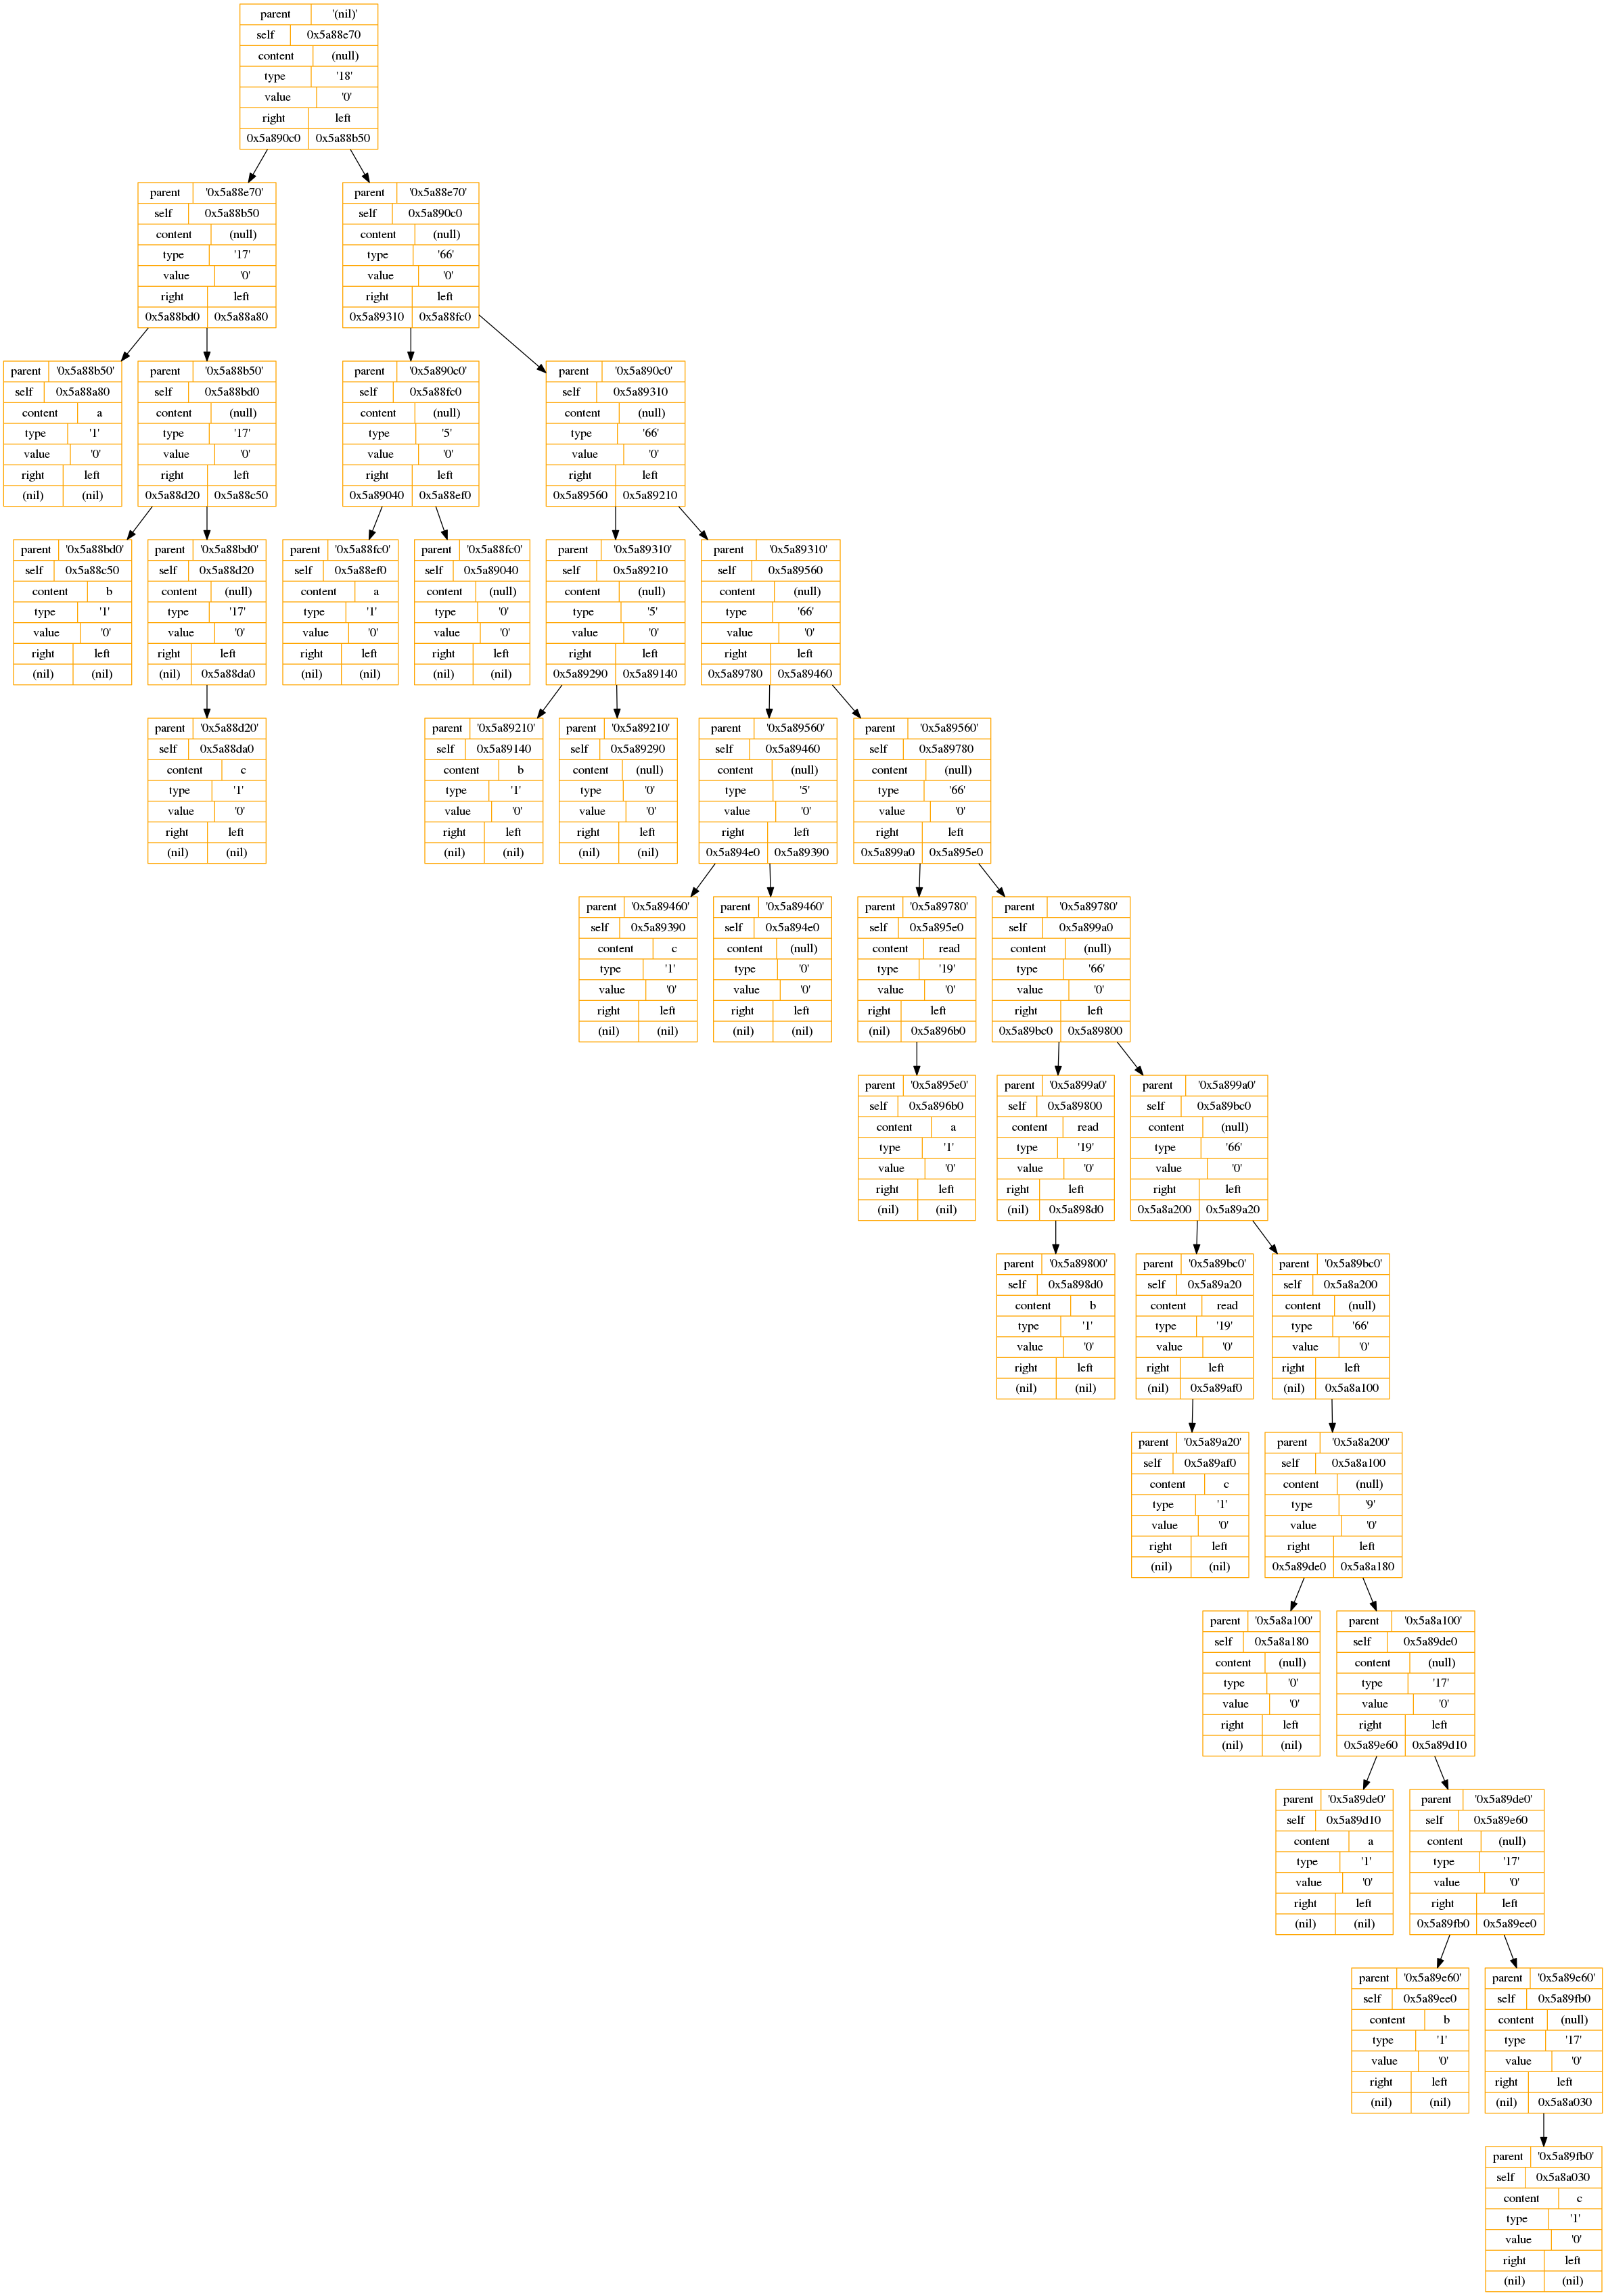 parent '(nil)'
self 0x5a88e70
content (null)
type '18'
value '0'
right left
0x5a890c0 0x5a88b50
parent '0x5a88e70'
self 0x5a88b50
content (null)
type '17'
value '0'
right left
0x5a88bd0 0x5a88a80
parent '0x5a88e70'
self 0x5a890c0
content (null)
type '66'
value '0'
right left
0x5a89310 0x5a88fc0
parent '0x5a88b50'
self 0x5a88a80
content a
type '1'
value '0'
right left
(nil) (nil)
parent '0x5a88b50'
self 0x5a88bd0
content (null)
type '17'
value '0'
right left
0x5a88d20 0x5a88c50
parent '0x5a890c0'
self 0x5a88fc0
content (null)
type '5'
value '0'
right left
0x5a89040 0x5a88ef0
parent '0x5a890c0'
self 0x5a89310
content (null)
type '66'
value '0'
right left
0x5a89560 0x5a89210
parent '0x5a88bd0'
self 0x5a88c50
content b
type '1'
value '0'
right left
(nil) (nil)
parent '0x5a88bd0'
self 0x5a88d20
content (null)
type '17'
value '0'
right left
(nil) 0x5a88da0
parent '0x5a88fc0'
self 0x5a88ef0
content a
type '1'
value '0'
right left
(nil) (nil)
parent '0x5a88fc0'
self 0x5a89040
content (null)
type '0'
value '0'
right left
(nil) (nil)
parent '0x5a89310'
self 0x5a89210
content (null)
type '5'
value '0'
right left
0x5a89290 0x5a89140
parent '0x5a89310'
self 0x5a89560
content (null)
type '66'
value '0'
right left
0x5a89780 0x5a89460
parent '0x5a88d20'
self 0x5a88da0
content c
type '1'
value '0'
right left
(nil) (nil)
parent '0x5a89210'
self 0x5a89140
content b
type '1'
value '0'
right left
(nil) (nil)
parent '0x5a89210'
self 0x5a89290
content (null)
type '0'
value '0'
right left
(nil) (nil)
parent '0x5a89560'
self 0x5a89460
content (null)
type '5'
value '0'
right left
0x5a894e0 0x5a89390
parent '0x5a89560'
self 0x5a89780
content (null)
type '66'
value '0'
right left
0x5a899a0 0x5a895e0
parent '0x5a89460'
self 0x5a89390
content c
type '1'
value '0'
right left
(nil) (nil)
parent '0x5a89460'
self 0x5a894e0
content (null)
type '0'
value '0'
right left
(nil) (nil)
parent '0x5a89780'
self 0x5a895e0
content read
type '19'
value '0'
right left
(nil) 0x5a896b0
parent '0x5a89780'
self 0x5a899a0
content (null)
type '66'
value '0'
right left
0x5a89bc0 0x5a89800
parent '0x5a895e0'
self 0x5a896b0
content a
type '1'
value '0'
right left
(nil) (nil)
parent '0x5a899a0'
self 0x5a89800
content read
type '19'
value '0'
right left
(nil) 0x5a898d0
parent '0x5a899a0'
self 0x5a89bc0
content (null)
type '66'
value '0'
right left
0x5a8a200 0x5a89a20
parent '0x5a89800'
self 0x5a898d0
content b
type '1'
value '0'
right left
(nil) (nil)
parent '0x5a89bc0'
self 0x5a89a20
content read
type '19'
value '0'
right left
(nil) 0x5a89af0
parent '0x5a89bc0'
self 0x5a8a200
content (null)
type '66'
value '0'
right left
(nil) 0x5a8a100
parent '0x5a89a20'
self 0x5a89af0
content c
type '1'
value '0'
right left
(nil) (nil)
parent '0x5a8a200'
self 0x5a8a100
content (null)
type '9'
value '0'
right left
0x5a89de0 0x5a8a180
parent '0x5a8a100'
self 0x5a8a180
content (null)
type '0'
value '0'
right left
(nil) (nil)
parent '0x5a8a100'
self 0x5a89de0
content (null)
type '17'
value '0'
right left
0x5a89e60 0x5a89d10
parent '0x5a89de0'
self 0x5a89d10
content a
type '1'
value '0'
right left
(nil) (nil)
parent '0x5a89de0'
self 0x5a89e60
content (null)
type '17'
value '0'
right left
0x5a89fb0 0x5a89ee0
parent '0x5a89e60'
self 0x5a89ee0
content b
type '1'
value '0'
right left
(nil) (nil)
parent '0x5a89e60'
self 0x5a89fb0
content (null)
type '17'
value '0'
right left
(nil) 0x5a8a030
parent '0x5a89fb0'
self 0x5a8a030
content c
type '1'
value '0'
right left
(nil) (nil)